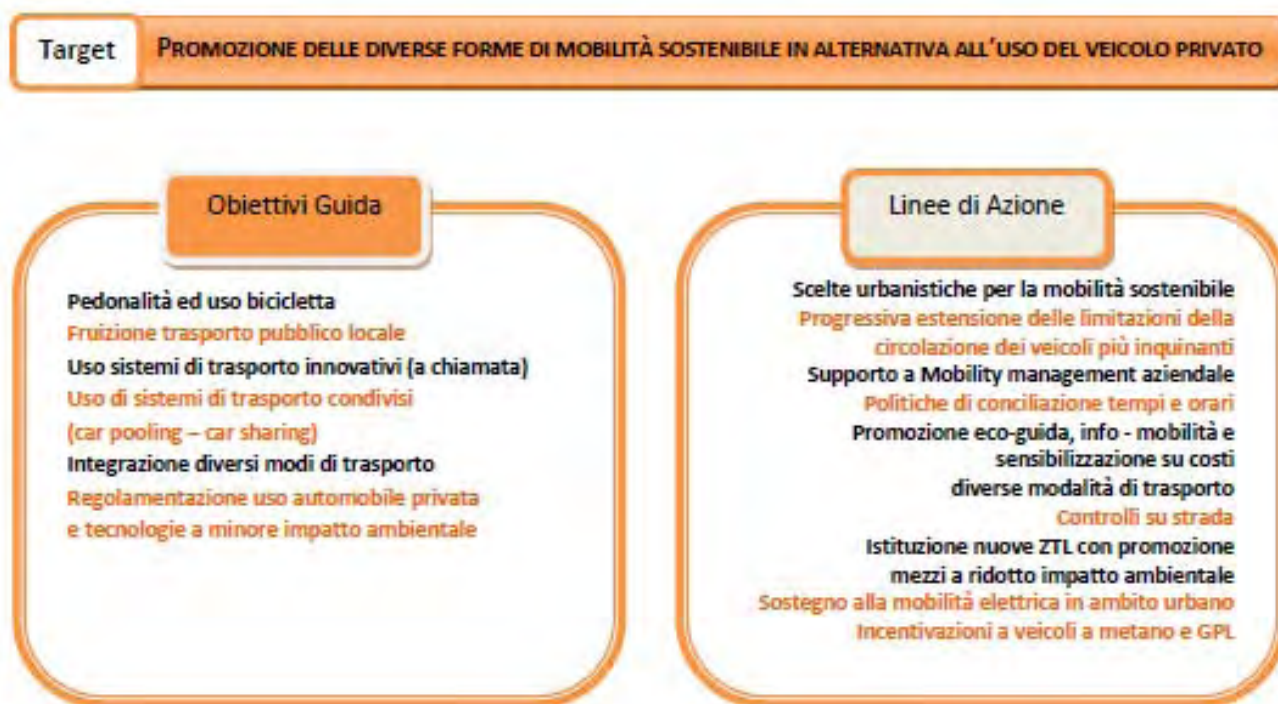 Target
PROMOZIONE DELLE DIVERSE FORME DI MOBILITÀ SOSTENIBILE IN ALTERNATIVA ALL'USO DEL VEICOLO PRIVATO
Obiettivi Guida
Pedonalità ed uso bicicletta
Fruizione trasporto pubblico locale
Uso sistemi di trasporto innovativi (a chiamata)
Uso di sistemi di trasporto condivisi
(car pooling – car sharing)
Integrazione diversi modi di trasporto
Regolamentazione uso automobile privata
e tecnologie a minore impatto ambientale
Linee di Azione
Scelte urbanistiche per la mobilità sostenibile
Progressiva estensione delle limitazioni della
circolazione dei veicoli più inquinanti
Supporto a Mobility management aziendale
Politiche di conciliazione tempi e orari
Promozione eco-guida, info - mobilità e
sensibilizzazione su costi
diverse modalità di trasporto
Controlli su strada
Istituzione nuove ZTL con promozione
mezzi a ridotto impatto ambientale
Sostegno alla mobilità elettrica in ambito urbano
Incentivazioni a veicoli a metano e GPL